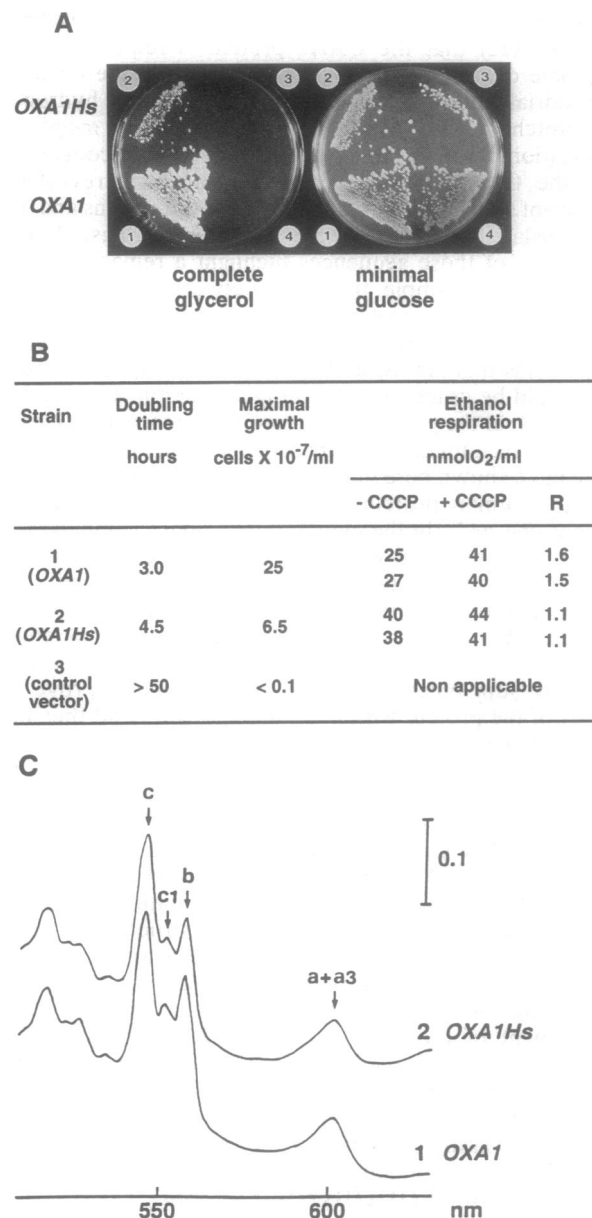 A
2 3 2 3
OXA1Hs
OXA1
1 4 1 4
complete minimal
glycerol glucose
B
Strain Doubling time Maximal growth Ethanol respiration
hours cells X 10-7/ml nmolO2/ml
- CCCP + CCCP R
1 (OXA1) 3.0 25 25 41 1.6
27 40 1.5
2 (OXA1Hs) 4.5 6.5 40 44 1.1
38 41 1.1
3 (control vector) > 50 < 0.1 Non applicable
C
c
0.1
b
c1
a+a3
2 OXA1Hs
1 OXA1
550 600 nm